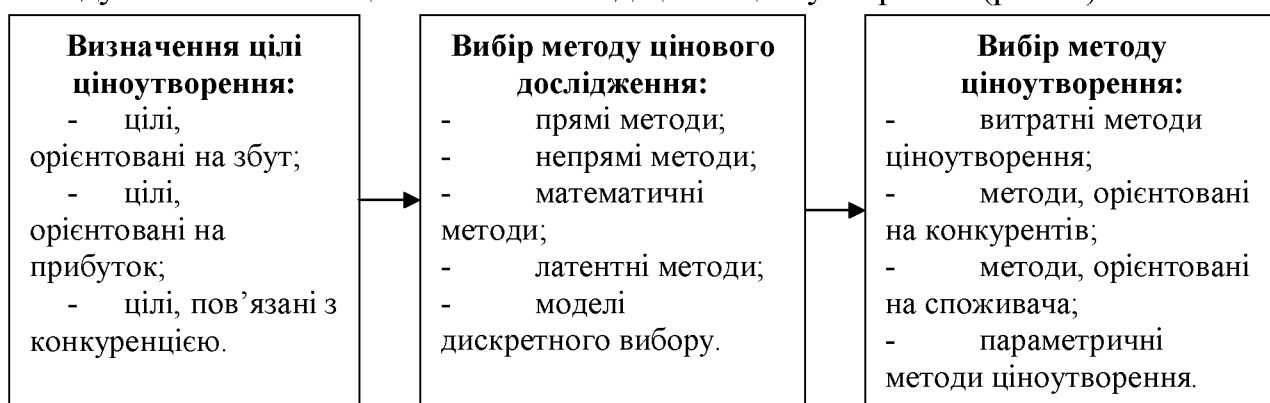 Визначення цілі
ціноутворення:
- цілі,
орієнтовані на збут;
- цілі,
орієнтовані на
прибуток;
- цілі, пов’язані з
конкуренцією.
Вибір методу цінового
дослідження:
- прямі методи;
- непрямі методи;
- математичні
методи;
- латентні методи;
- моделі
дискретного вибору.
Вибір методу
ціноутворення:
- витратні методи
ціноутворення;
- методи, орієнтовані
на конкурентів;
- методи, орієнтовані
на споживача;
- параметричні
методи ціноутворення.